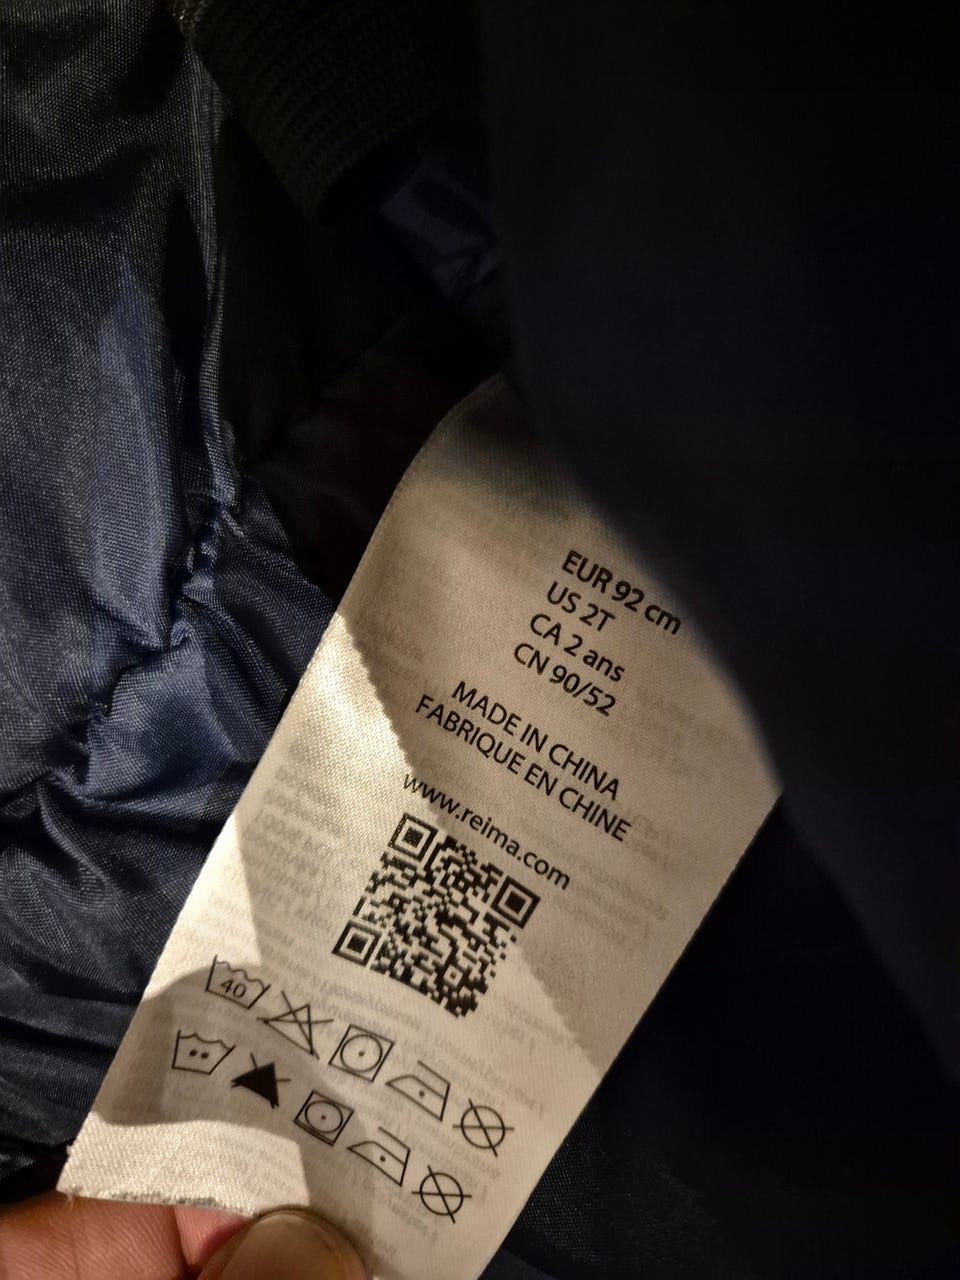 EUR 92 cm
US 2T
CA 2 ans
CN 90/52
MADE IN CHINA
FABRIQUE EN CHINE
www.reima.com
40